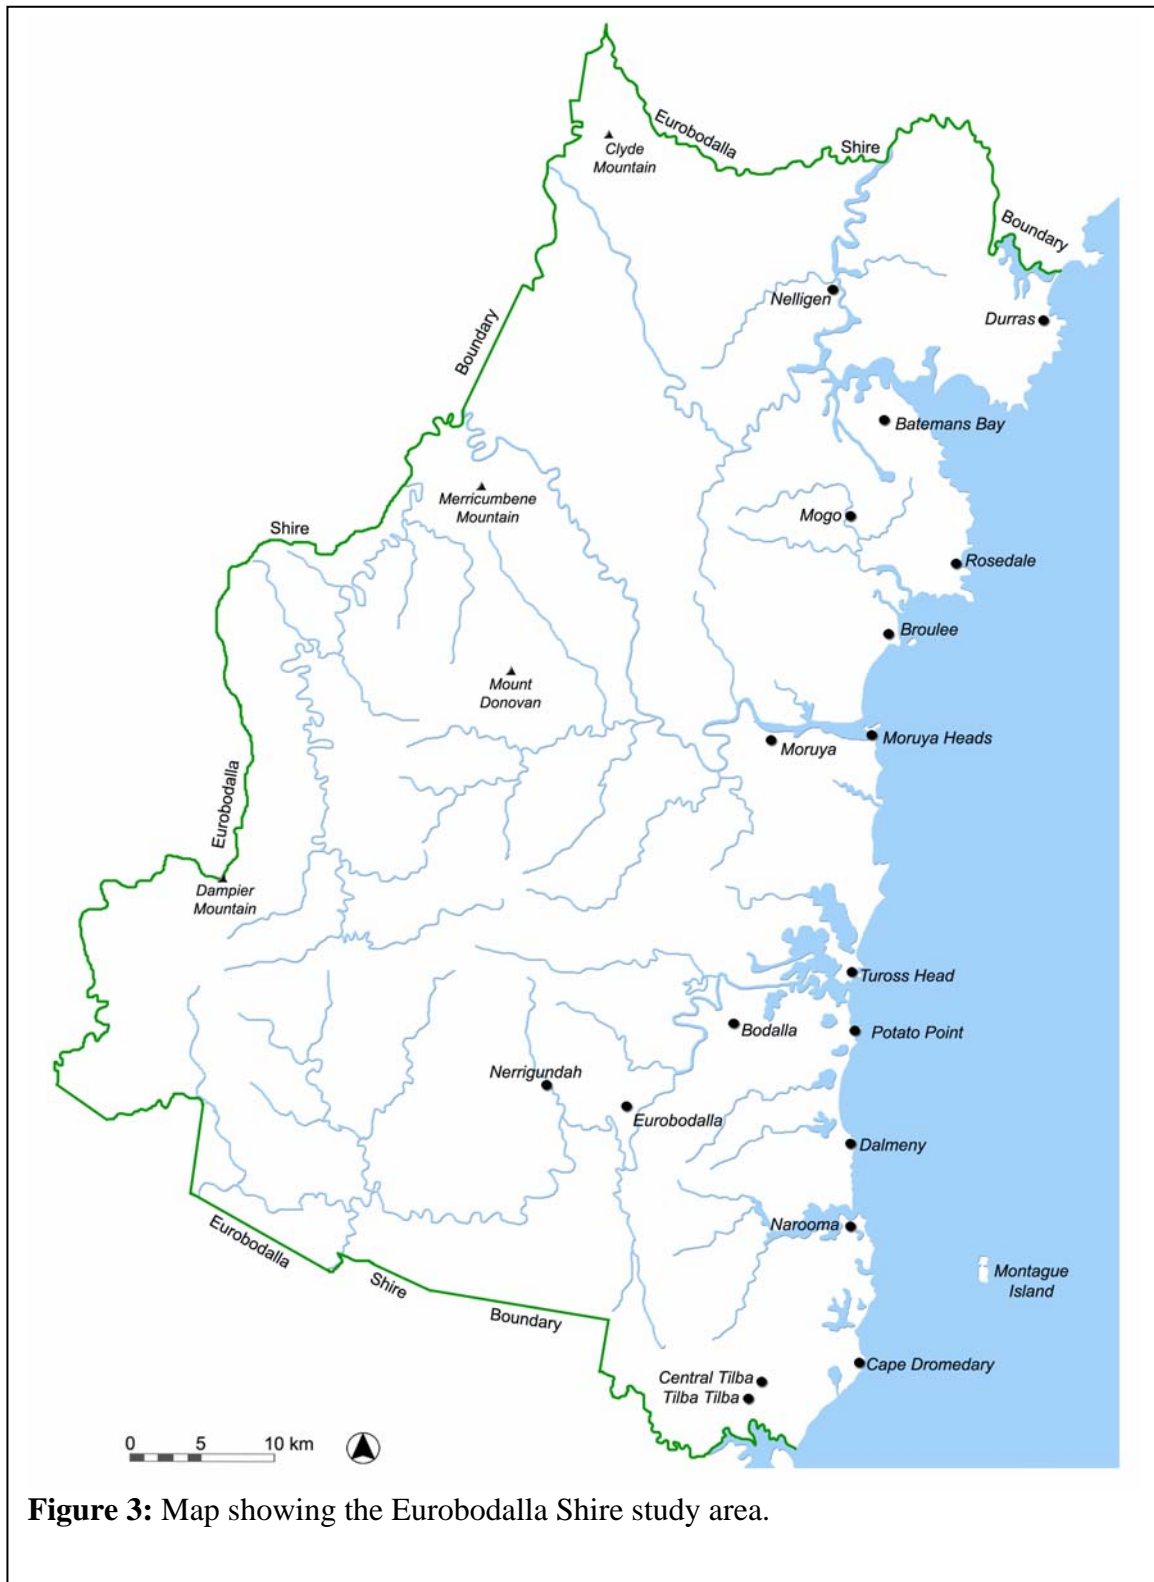 Eurobodalla
Shire
Boundary
Clyde
Mountain
Nelligen
Durras
Boundary
Batemans Bay
Merricumbene
Mountain
Mogo
Shire
Rosedale
Broulee
Mount
Donovan
Moruya
Moruya Heads
Eurobodalla
Dampier
Mountain
Tuross Head
Bodalla
Potato Point
Nerrigundah
Eurobodalla
Dalmeny
Narooma
Eurobodalla
Shire
Boundary
Montague
Island
Central Tilba
Tilba Tilba
Cape Dromedary
0 5 10 km
Figure 3: Map showing the Eurobodalla Shire study area.